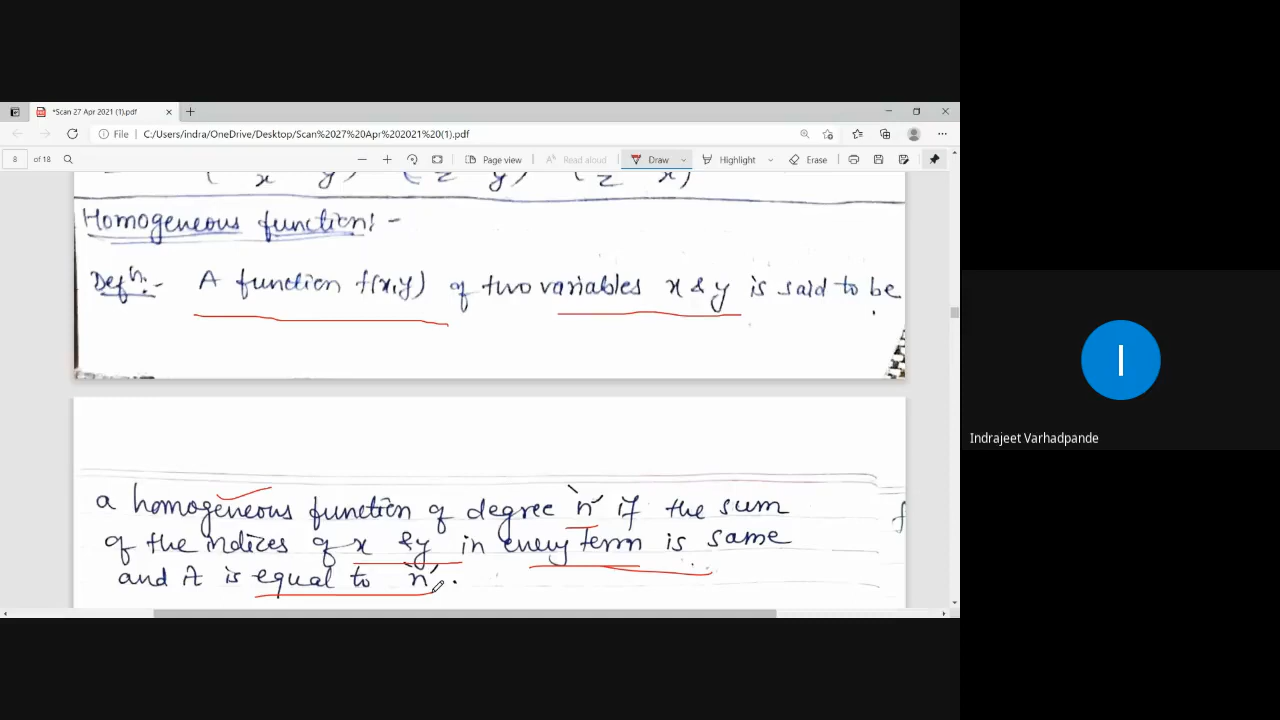 *Scan 27 Apr 2021 (1).pdf
File C:/Users/indra/OneDrive/Desktop/Scan%2027%20Apr%202021%20(1).pdf
8 of 18 Page view Read aloud Draw Highlight Erase
x y z y z x
Homogeneous function:-
Defn:- A function f(x,y) of two variables x & y is said to be
a homogeneous function of degree 'n' if the sum
of the indices of x & y in every term is same
and it is equal to 'n'.
I
Indrajeet Varhadpande